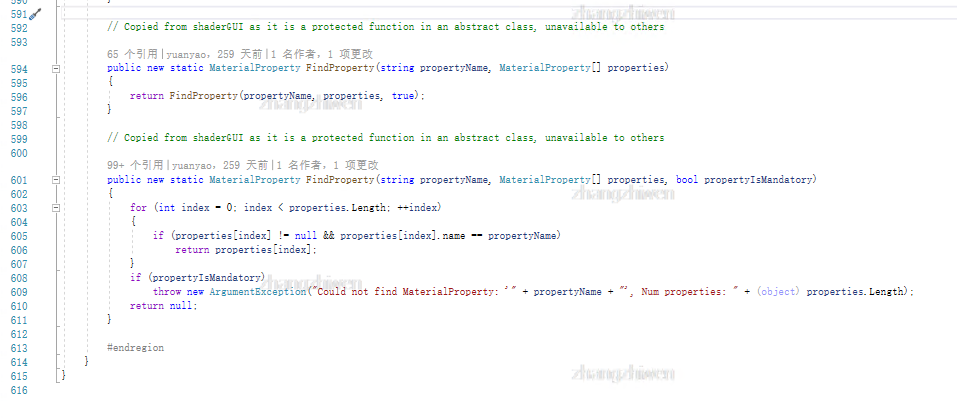 590 }
591
zhangzhiwen
592 // Copied from shaderGUI as it is a protected function in an abstract class, unavailable to others
593
65 个引用|yuanyao，259 天前|1 名作者，1 项更改
594 public new static MaterialProperty FindProperty(string propertyName, MaterialProperty[] properties)
595 {
596 return FindProperty(propertyName, properties, true);
zhangzhiwen
597 }
598
599 // Copied from shaderGUI as it is a protected function in an abstract class, unavailable to others
600
99+ 个引用|yuanyao，259 天前|1 名作者，1 项更改
601 public new static MaterialProperty FindProperty(string propertyName, MaterialProperty[] properties, bool propertyIsMandatory)
602 {
zhangzhiwen
603 for (int index = 0; index < properties.Length; ++index)
604 {
605 if (properties[index] != null && properties[index].name == propertyName)
606 return properties[index];
607 }
608 if (propertyIsMandatory)
zhangzhiwen
609 throw new ArgumentException("Could not find MaterialProperty: '" + propertyName + "', Num properties: " + (object) properties.Length);
610 return null;
611 }
612
613 #endregion
614 }
615 }
zhangzhiwen
616